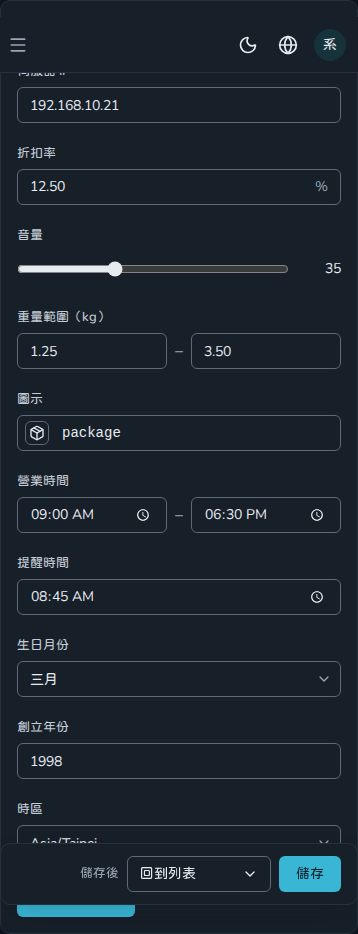 系
192.168.10.21
折扣率
12.50 %
音量
35
重量範圍（kg）
1.25 – 3.50
圖示
package
營業時間
09:00 AM – 06:30 PM
提醒時間
08:45 AM
生日月份
三月
創立年份
1998
時區
Asia/Taipei
儲存後 回到列表 儲存